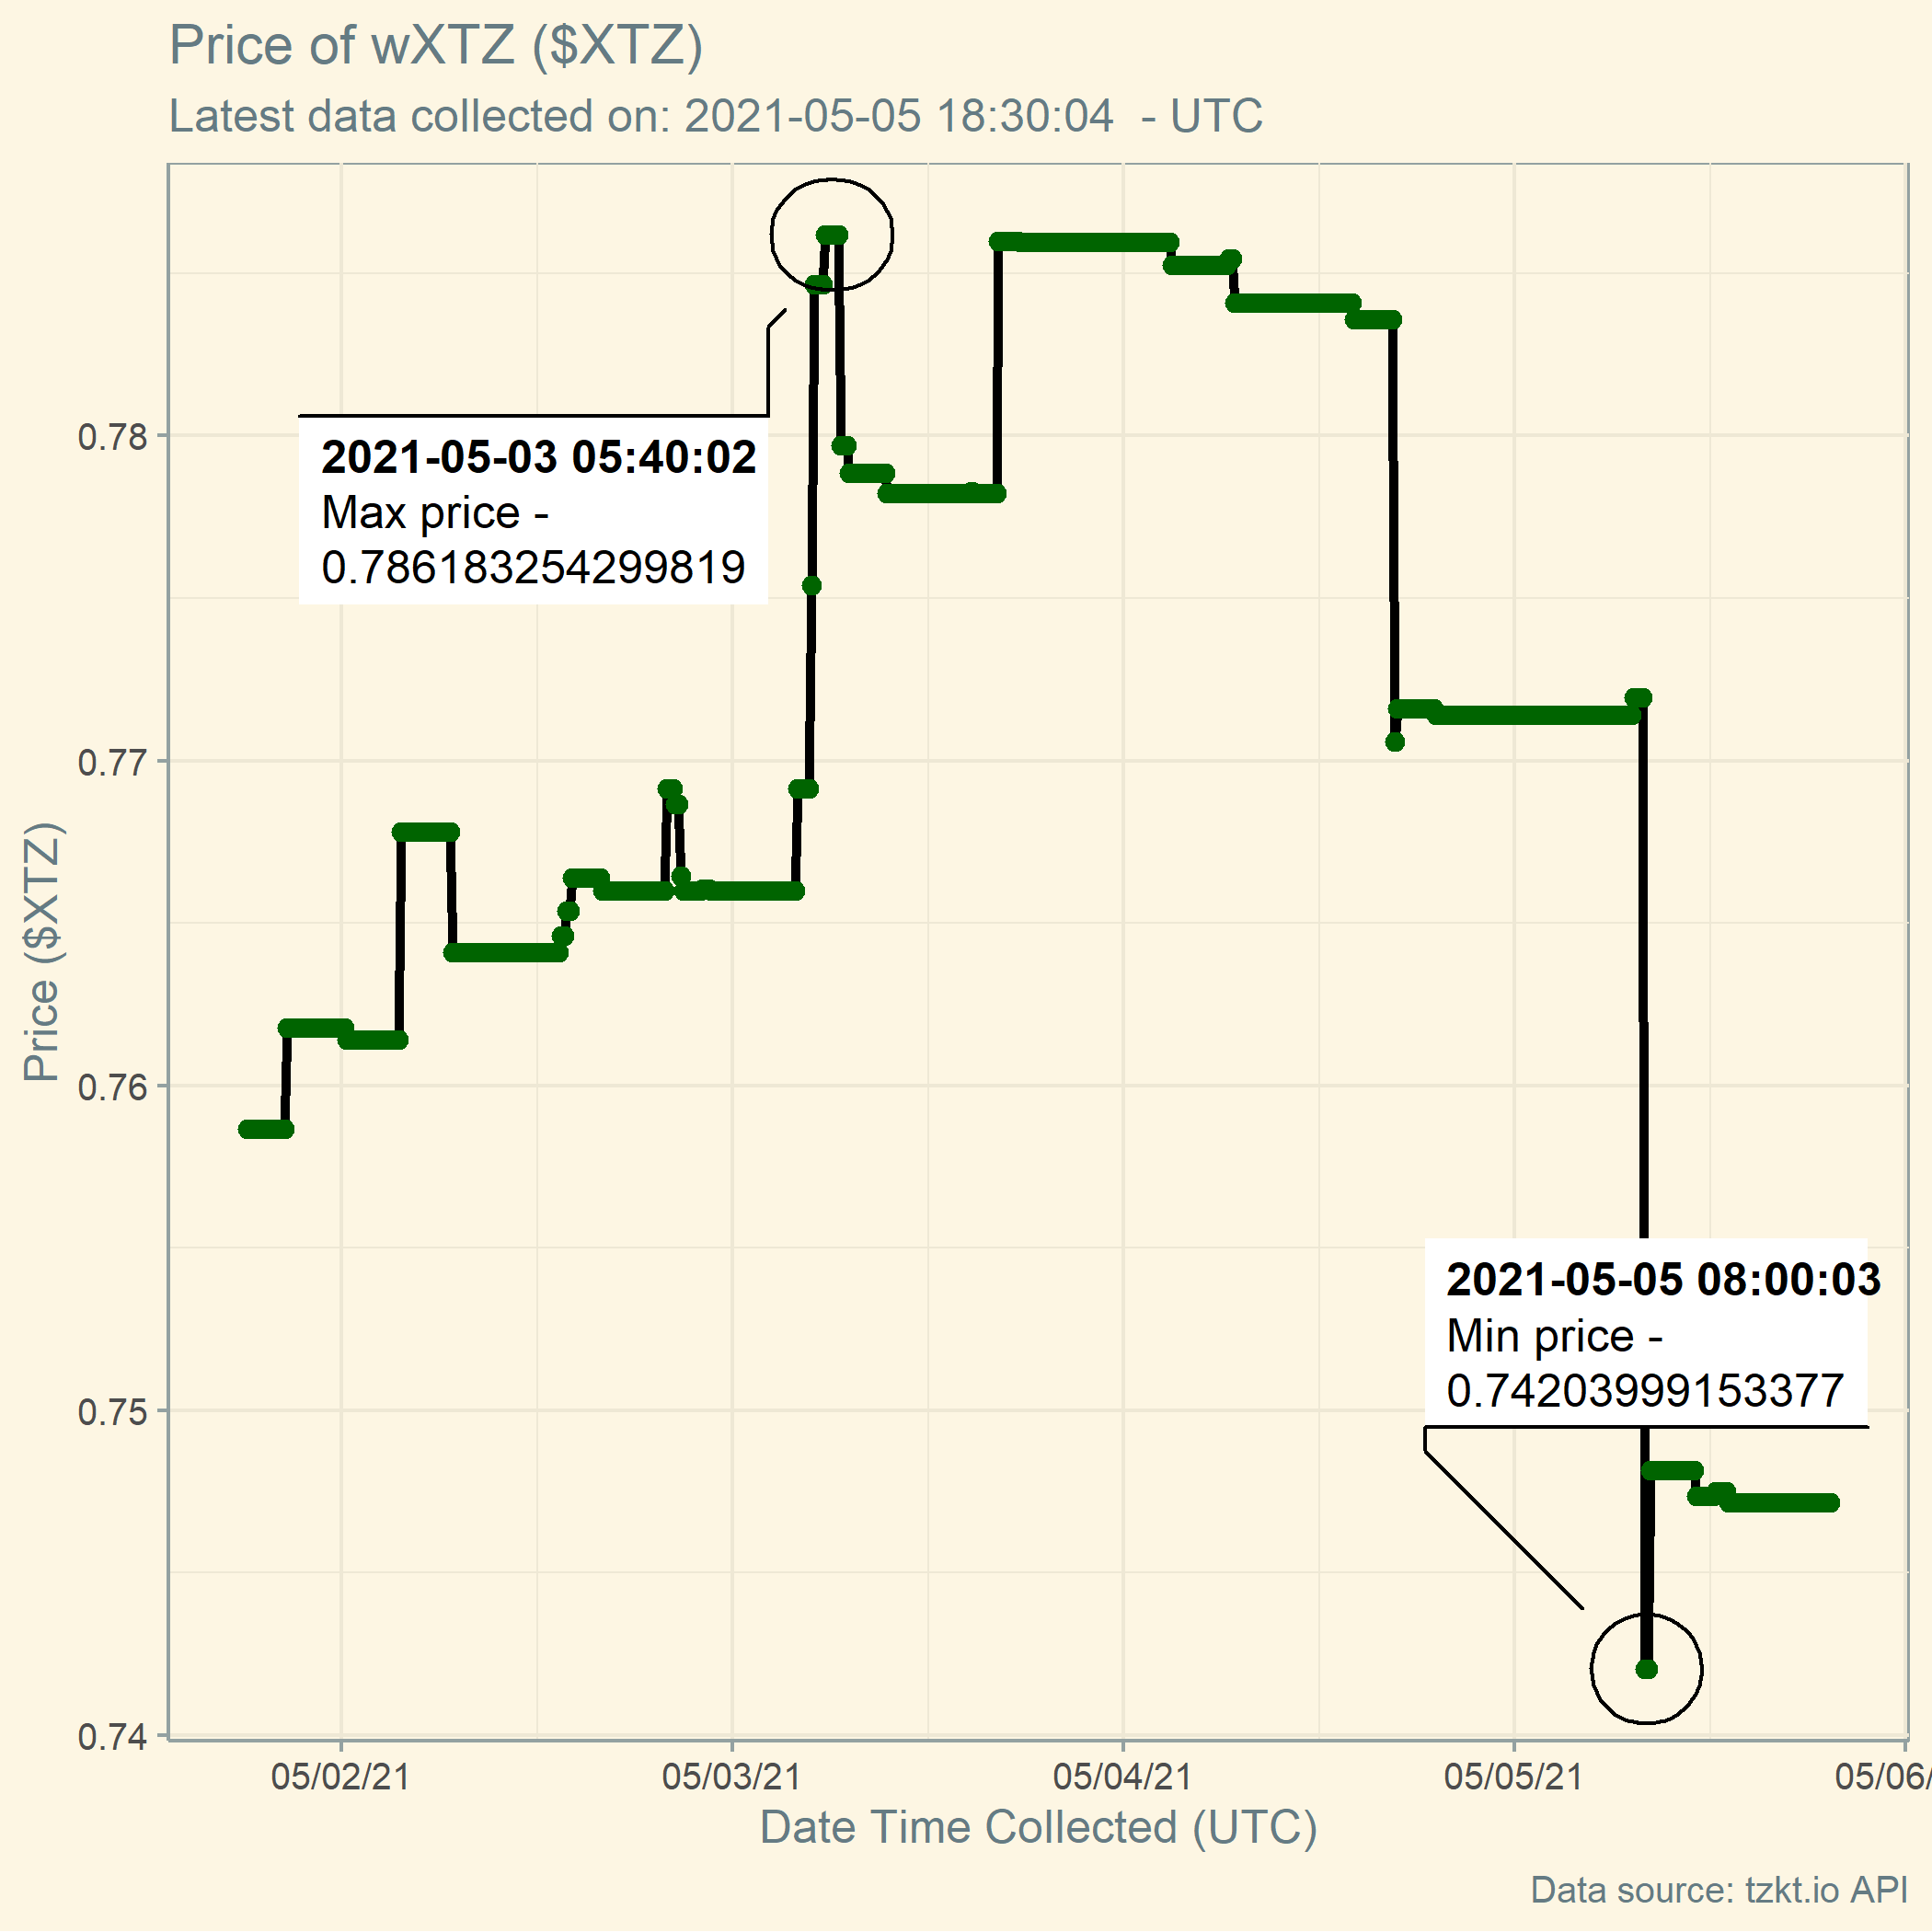 Price of wXTZ ($XTZ)
Latest data collected on: 2021-05-05 18:30:04  - UTC
Price ($XTZ)
0.78
0.77
0.76
0.75
0.74
2021-05-03 05:40:02
Max price -
0.786183254299819
2021-05-05 08:00:03
Min price -
0.74203999153377
05/02/21
05/03/21
05/04/21
05/05/21
05/06/
Date Time Collected (UTC)
Data source: tzkt.io API